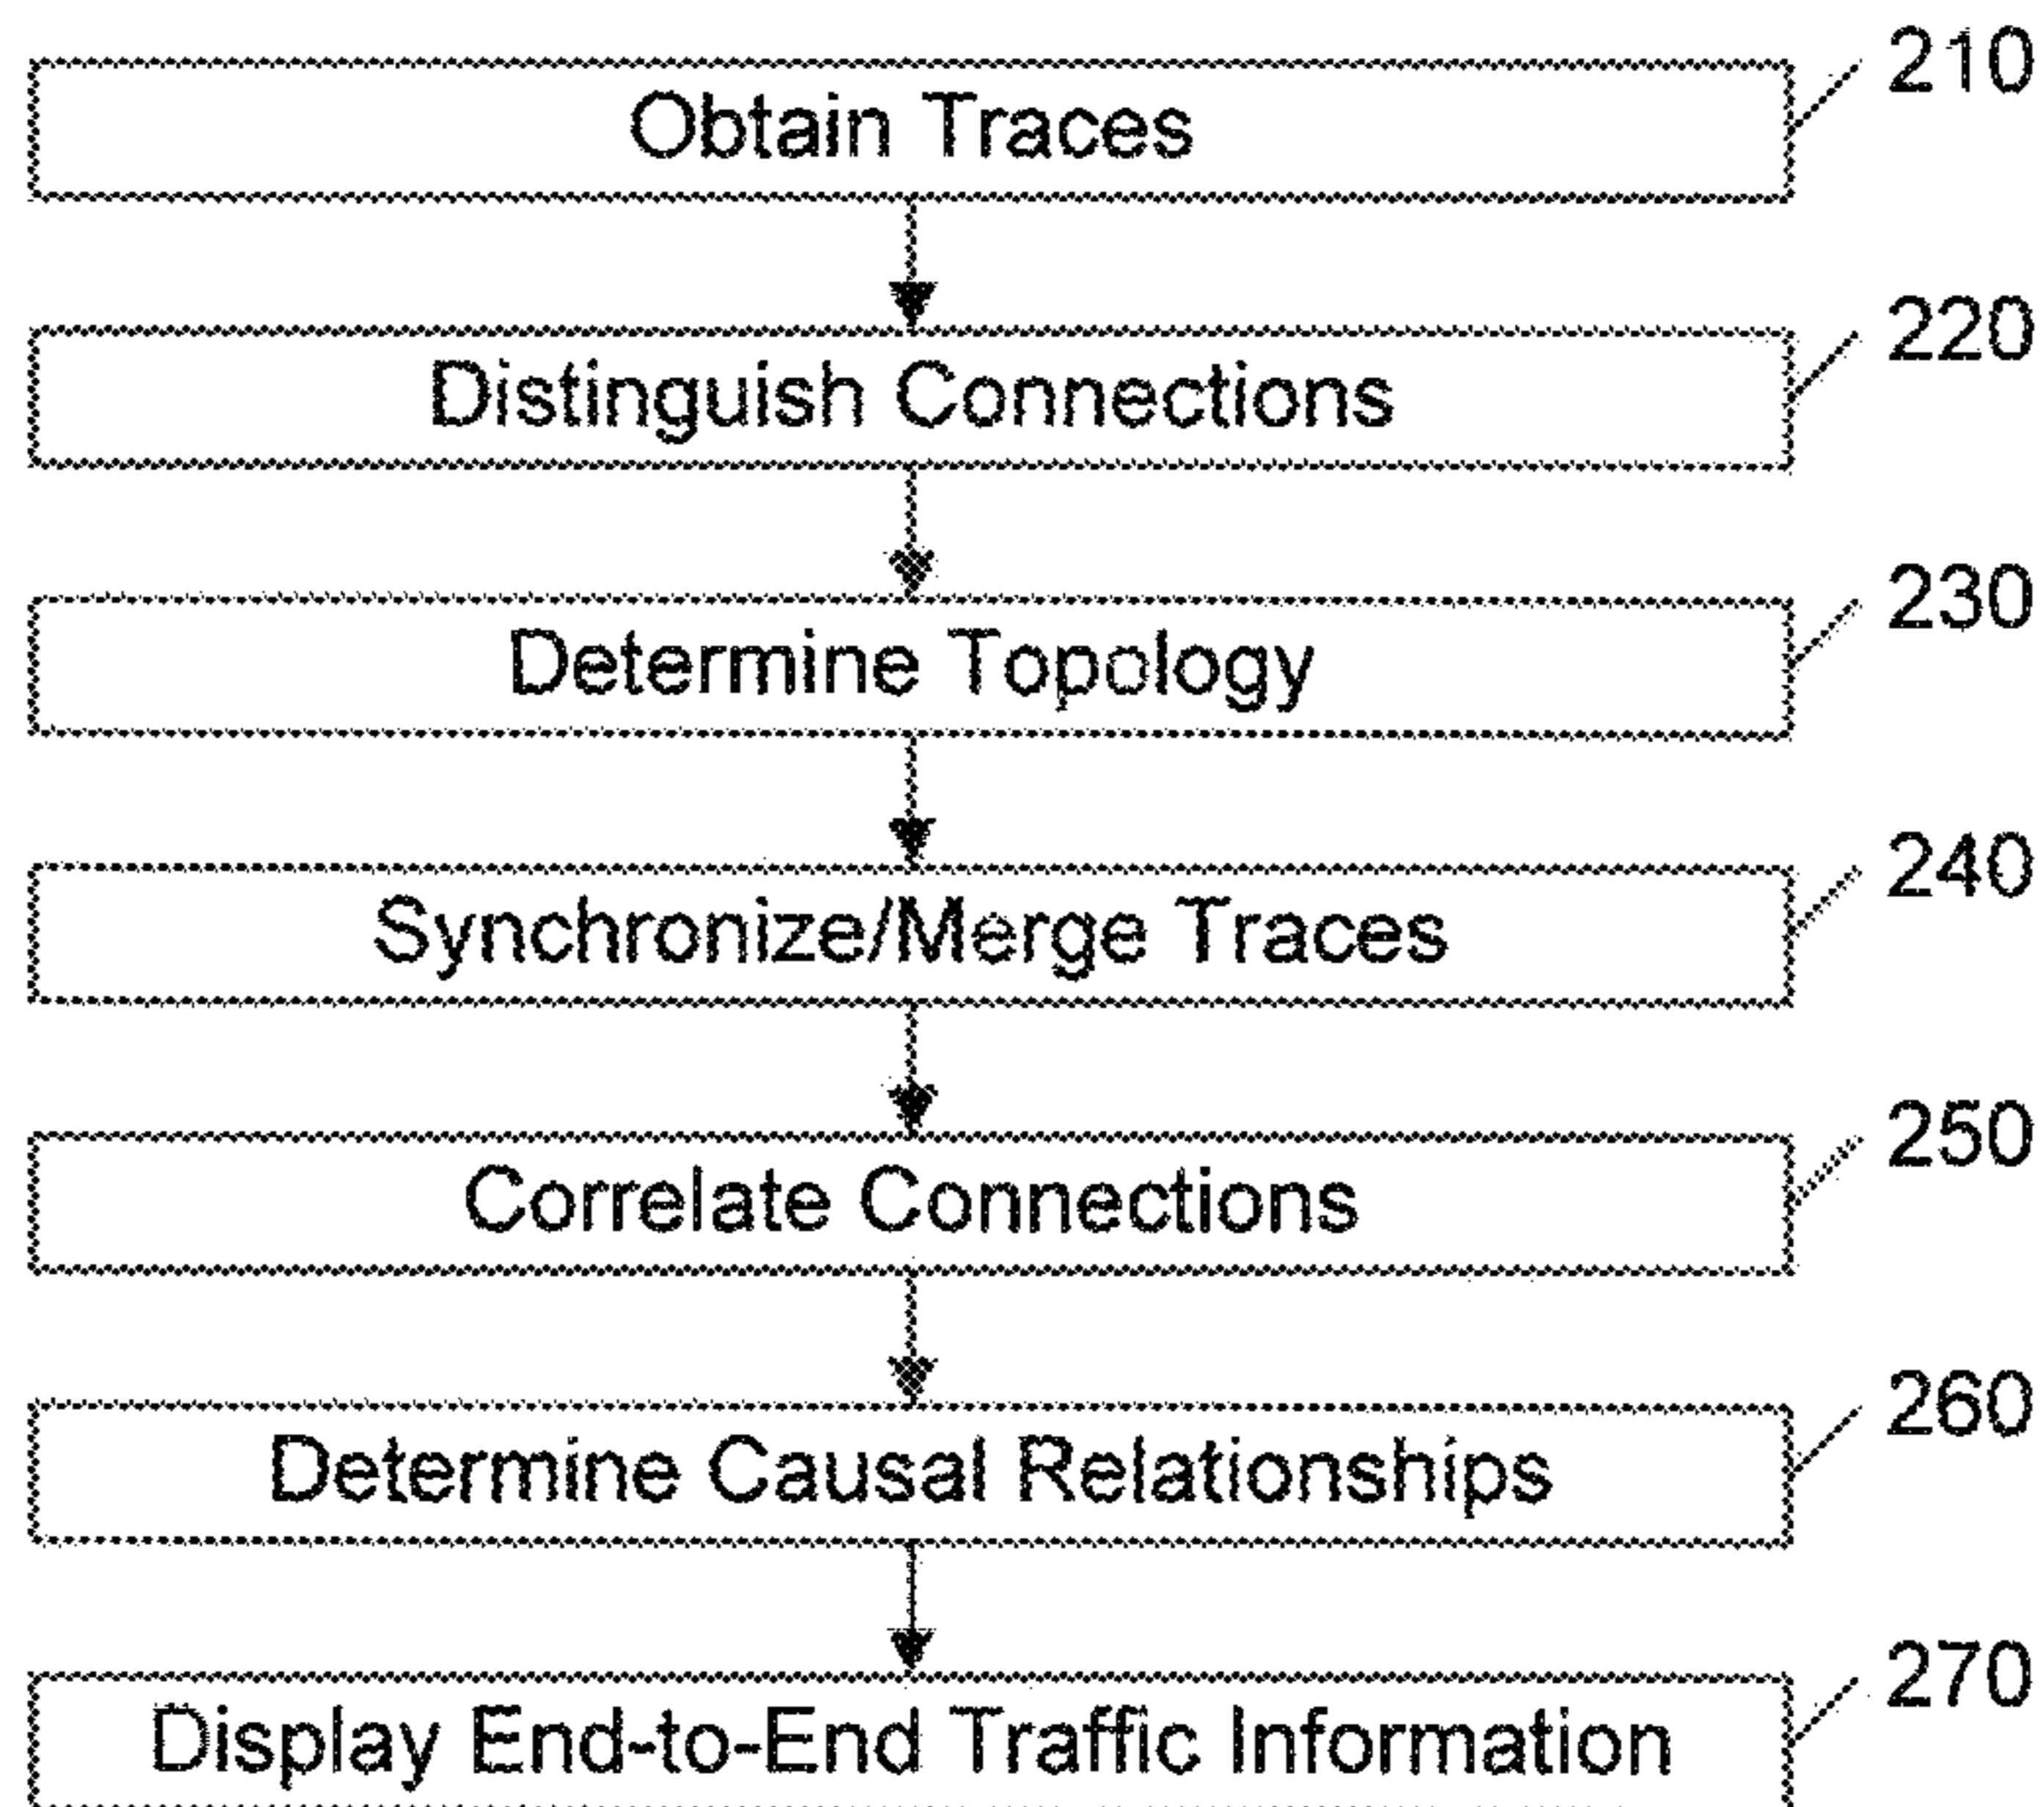 210
Obtain Traces
220
Distinguish Connections
230
Determine Topology
240
Synchronize/Merge Traces
250
Correlate Connections
260
Determine Causal Relationships
270
Display End-to-End Traffic Information